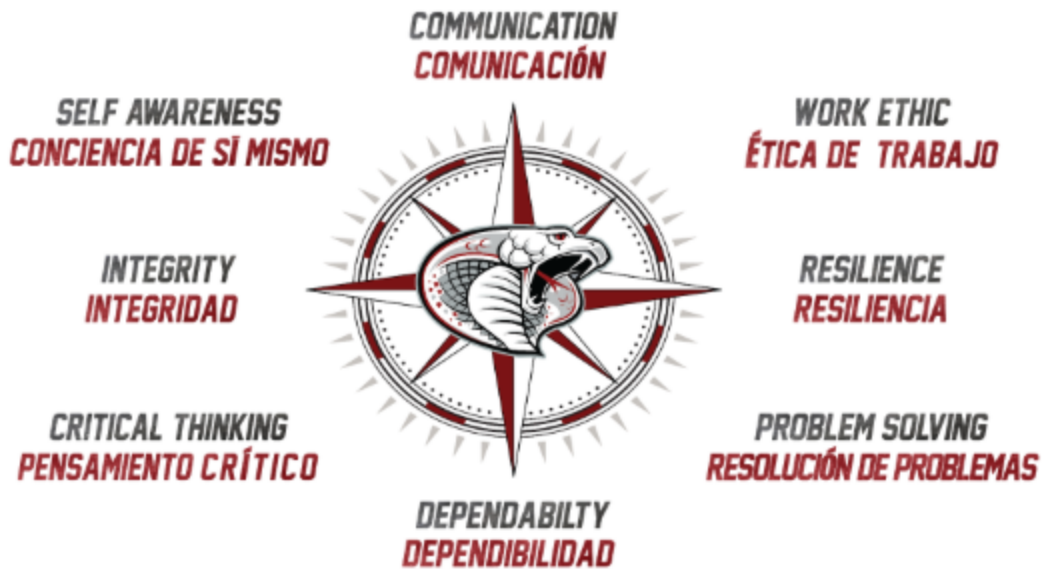 COMMUNICATION
COMUNICACIÓN
SELF AWARENESS
CONCIENCIA DE SĪ MISMO
WORK ETHIC
ÉTICA DE TRABAJO
INTEGRITY
INTEGRIDAD
RESILIENCE
RESILIENCIA
CRITICAL THINKING
PENSAMIENTO CRÍTICO
PROBLEM SOLVING
RESOLUCIÓN DE PROBLEMAS
DEPENDABILTY
DEPENDIBILIDAD